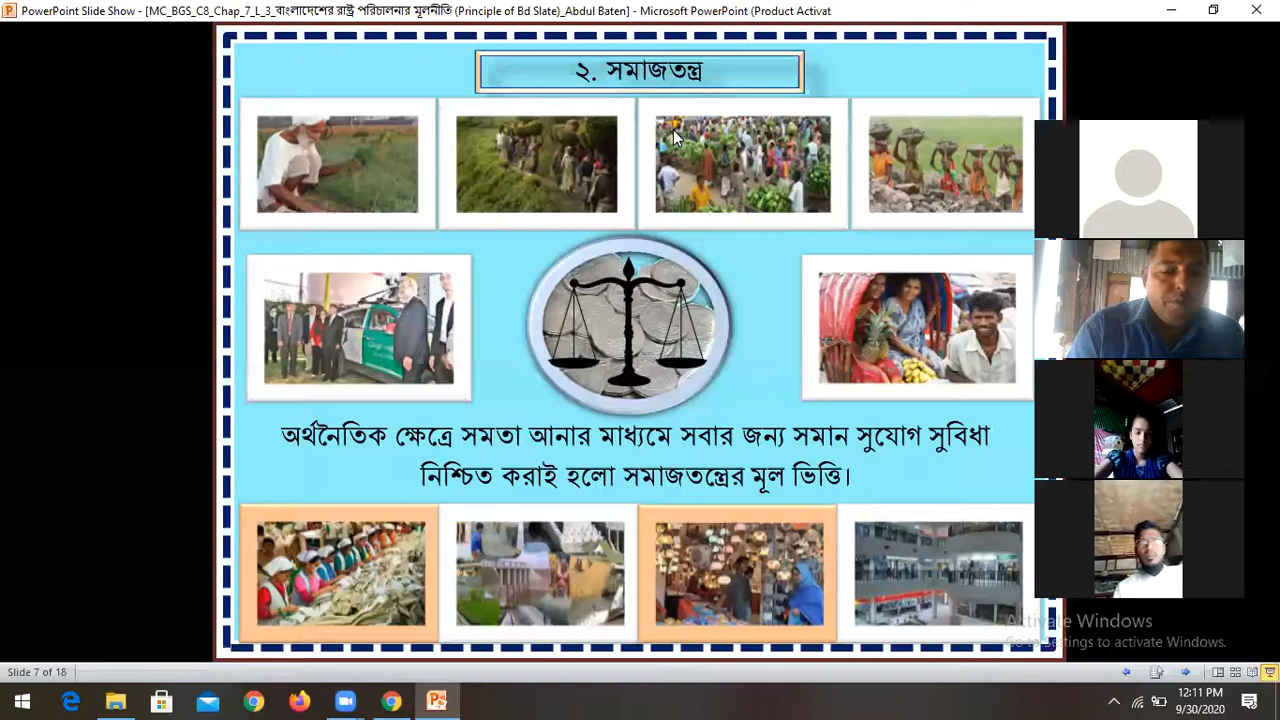 PowerPoint Slide Show - [MC_BGS_C8_Chap_7_L_3_বাংলাদেশের রাষ্ট্র পরিচালনার মূলনীতি (Principle of Bd Slate)_Abdul Baten] - Microsoft PowerPoint (Product Activat
২. সমাজতন্ত্র
অর্থনৈতিক ক্ষেত্রে সমতা আনার মাধ্যমে সবার জন্য সমান সুযোগ সুবিধা
নিশ্চিত করাই হলো সমাজতন্ত্রের মূল ভিত্তি।
Activate Windows
Go to Settings to activate Windows.
Slide 7 of 18
12:11 PM
9/30/2020